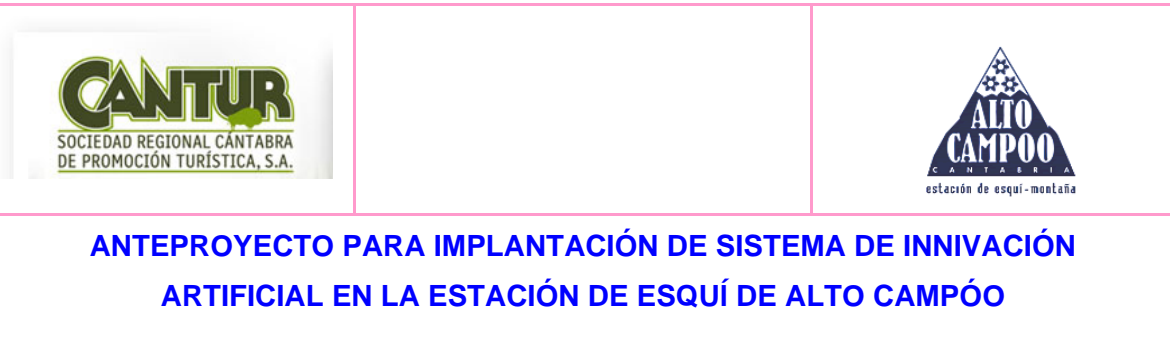 CANTUR
SOCIEDAD REGIONAL CÁNTABRA
DE PROMOCIÓN TURÍSTICA, S.A.
ALTO
CAMPOO
CANTABRIA
estación de esquí-montaña
ANTEPROYECTO PARA IMPLANTACIÓN DE SISTEMA DE INNIVACIÓN
ARTIFICIAL EN LA ESTACIÓN DE ESQUÍ DE ALTO CAMPÓO